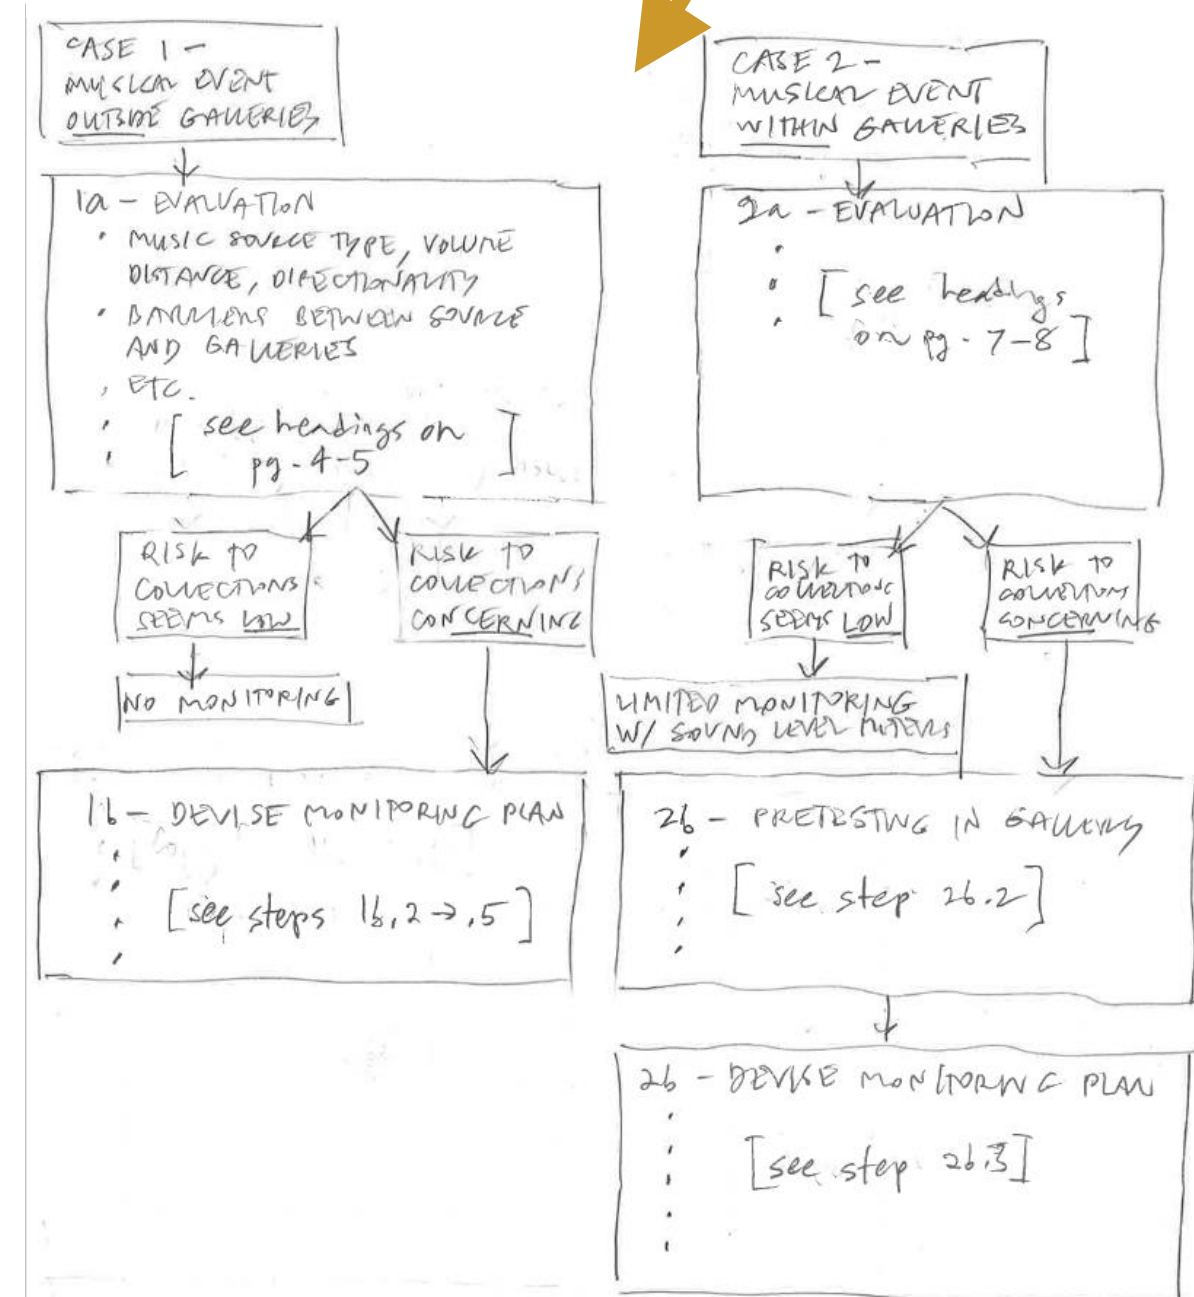 CASE 1 -
MUSICAL EVENT
OUTSIDE GALLERIES
1a - EVALUATION
• MUSIC SOURCE TYPE, VOLUME
DISTANCE, DIRECTIONALITY
• BARRIERS BETWEEN SOURCE
AND GALLERIES
• ETC.
[see headings on
pg. 4-5]
RISK TO
COLLECTIONS
SEEMS LOW
RISK TO
COLLECTIONS
CONCERNING
NO MONITORING
1b - DEVISE MONITORING PLAN
[see steps 1b.2 → .5]
CASE 2 -
MUSICAL EVENT
WITHIN GALLERIES
2a - EVALUATION
[see headings
on pg. 7-8]
RISK TO
COLLECTIONS
SEEMS LOW
RISK TO
COLLECTIONS
CONCERNING
LIMITED MONITORING
W/ SOUND LEVEL METERS
2b - PRETESTING IN GALLERY
[see step 2b.2]
2b - DEVISE MONITORING PLAN
[see step 2b.3]